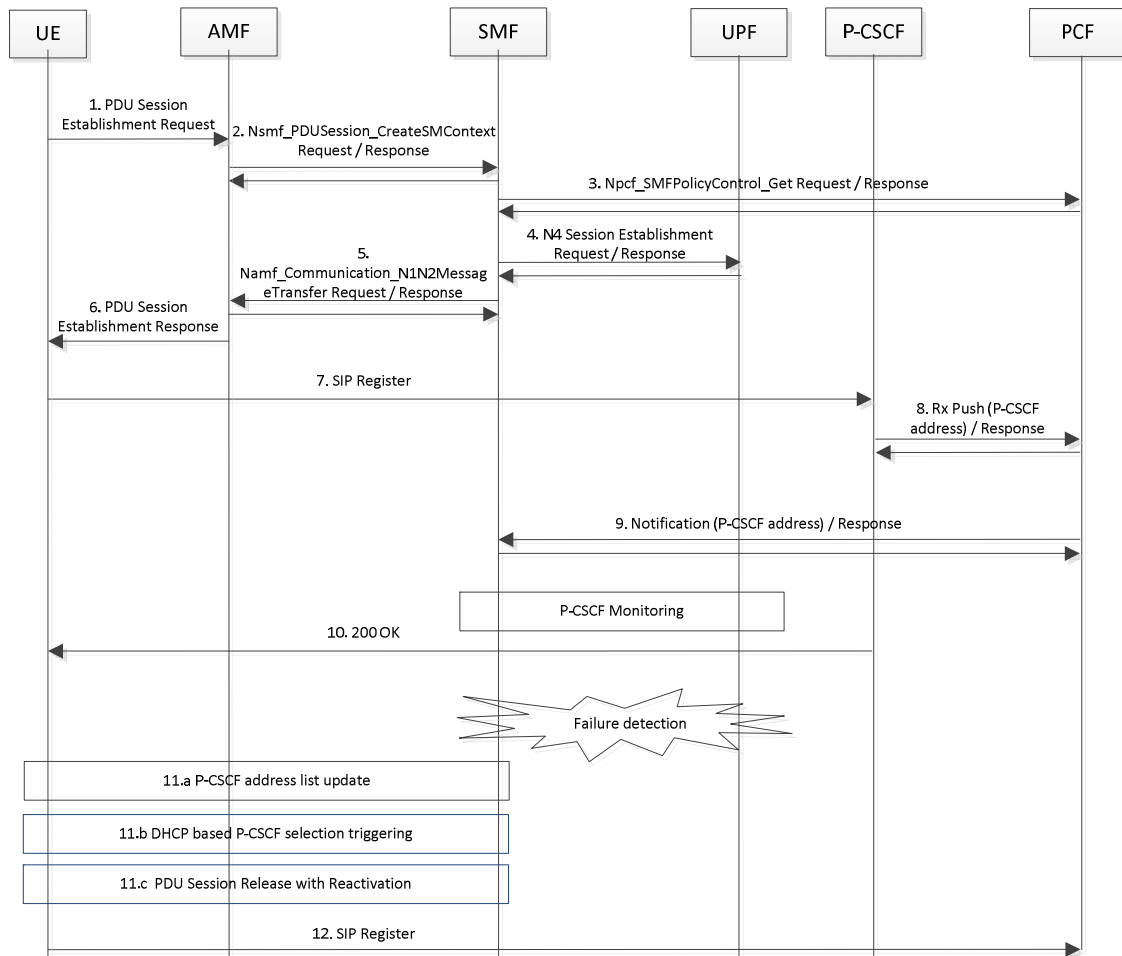 UE
AMF
SMF
UPF
P-CSCF
PCF
1. PDU Session
Establishment Request
2. Nsmf_PDUSession_CreateSMContext
Request / Response
3. Npcf_SMFPolicyControl_Get Request / Response
4. N4 Session Establishment
Request / Response
5.
Namf_Communication_N1N2Messag
eTransfer Request / Response
6. PDU Session
Establishment Response
7. SIP Register
8. Rx Push (P-CSCF
address) / Response
9. Notification (P-CSCF address) / Response
P-CSCF Monitoring
10. 200 OK
Failure detection
11.a P-CSCF address list update
11.b DHCP based P-CSCF selection triggering
11.c PDU Session Release with Reactivation
12. SIP Register